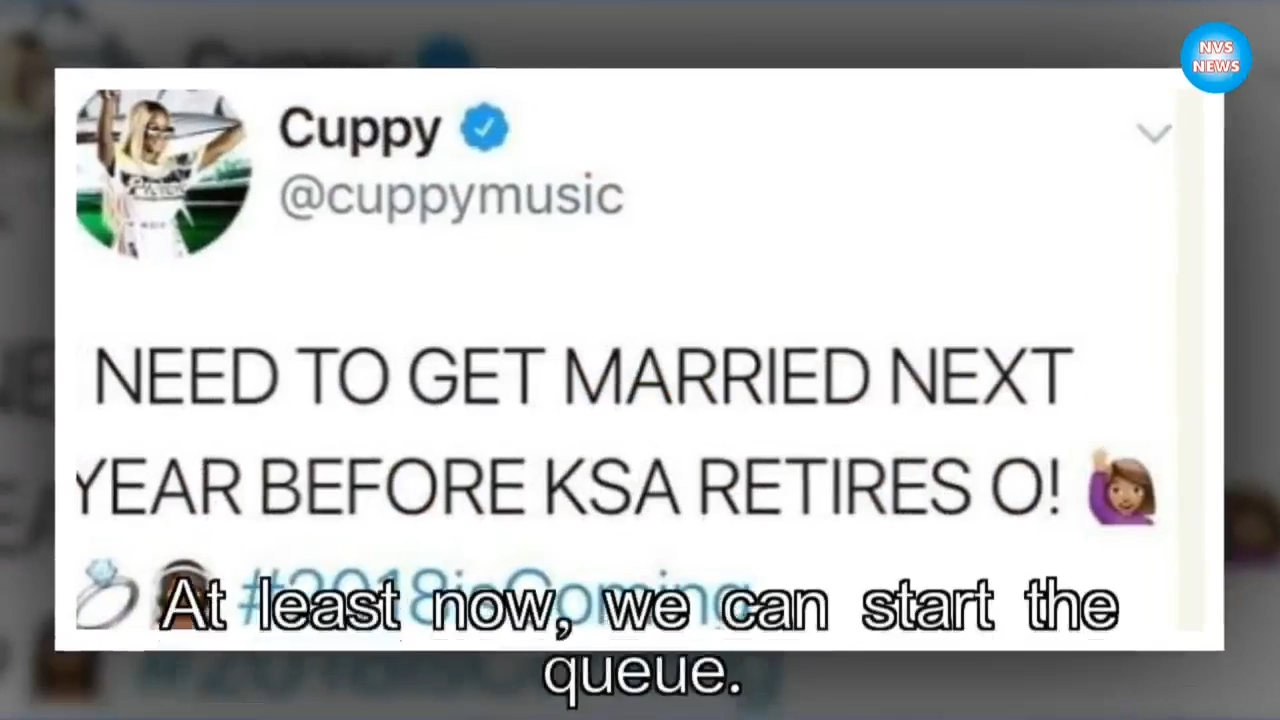 NVS
NEWS
Cuppy
@cuppymusic
NEED TO GET MARRIED NEXT
YEAR BEFORE KSA RETIRES O!
#2018isComing
At least now, we can start the
queue.